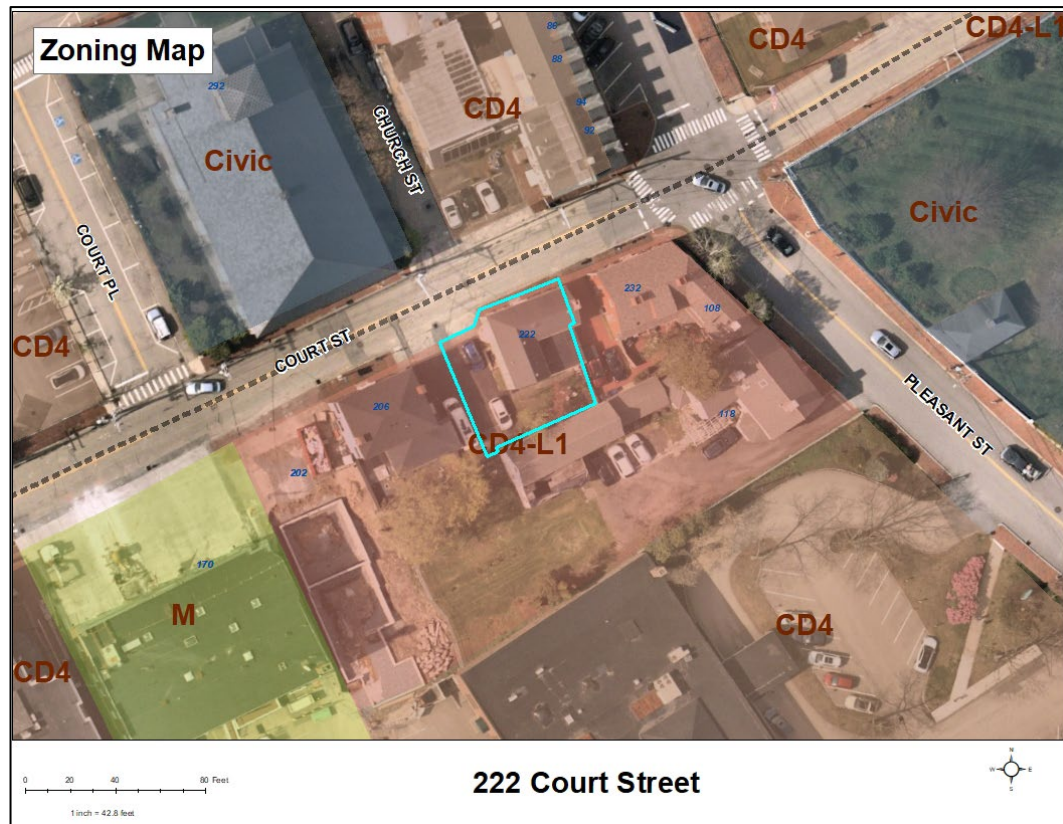 Zoning Map
CD4
CD4-L1
86
88
94
92
292
CD4
Civic
CHURCH ST
Civic
COURT PL
CD4
COURT ST
222
232
108
206
PLEASANT ST
118
CD4-L1
202
170
M
CD4
CD4
0 20 40 80 Feet
1 inch = 42.8 feet
222 Court Street
N
W E
S